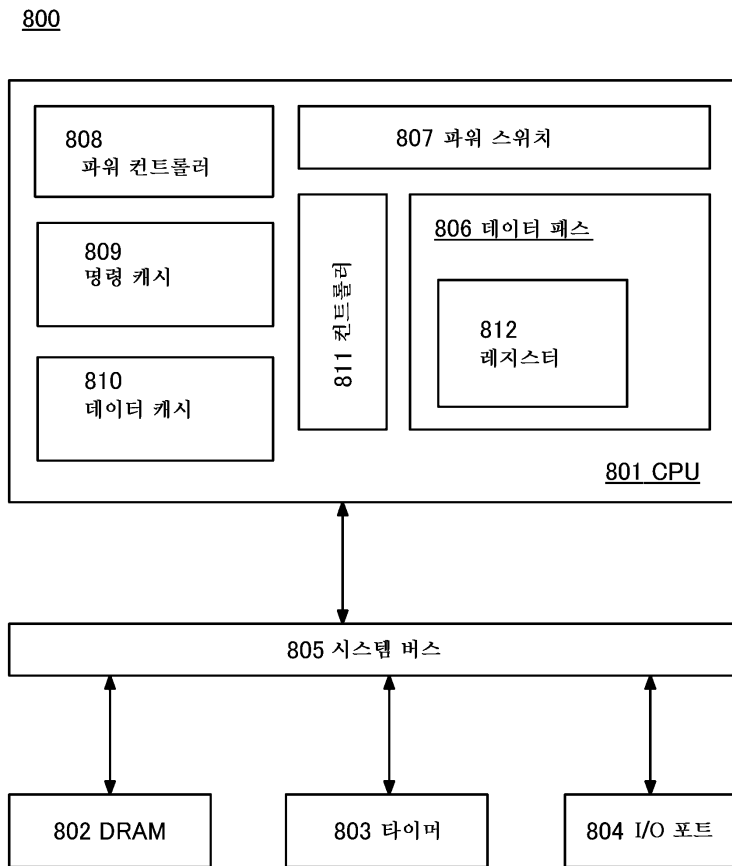 800
808
파워 컨트롤러
807 파워 스위치
809
명령 캐시
811 컨트롤러
806 데이터 패스
812
레지스터
810
데이터 캐시
801 CPU
805 시스템 버스
802 DRAM
803 타이머
804 I/O 포트